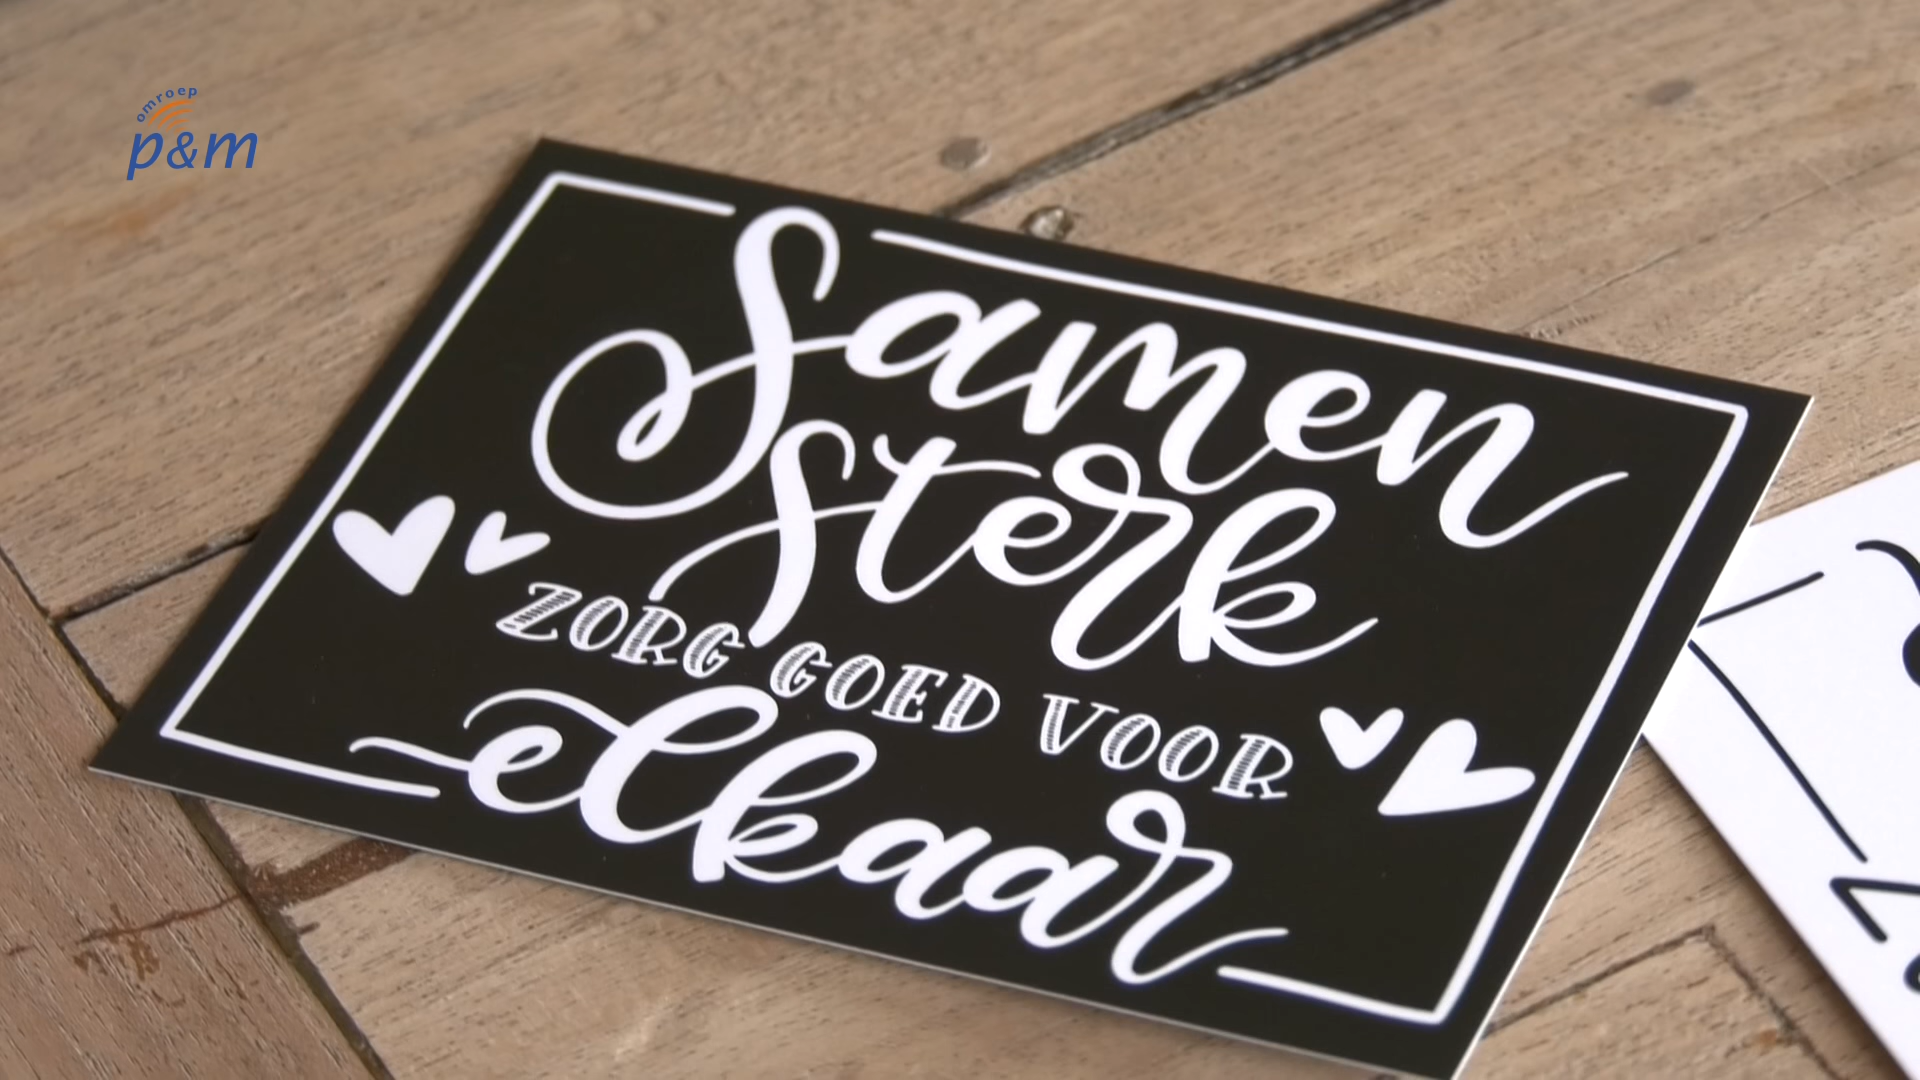 omroep
p&m
Samen
Sterk
ZORG GOED VOOR
elkaar